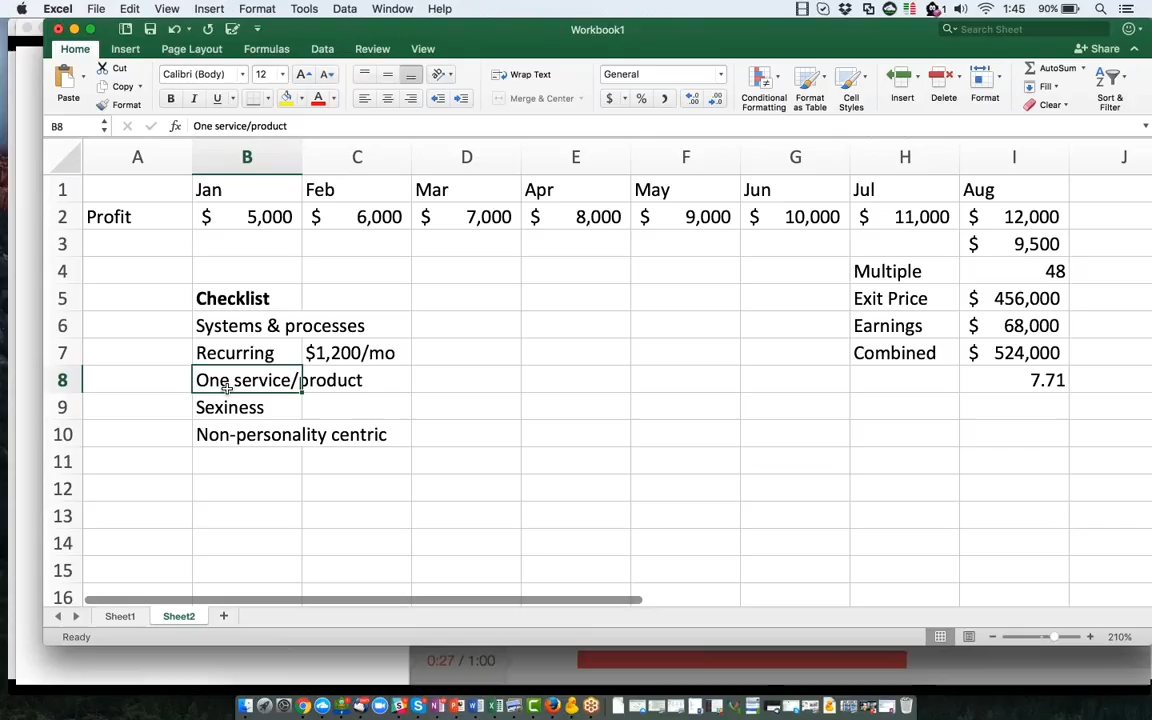 Excel File Edit View Insert Format Tools Data Window Help 1 1:45 90%
Workbook1
Search Sheet
Home Insert Page Layout Formulas Data Review View
Share
Paste
Cut
Copy
Format
Calibri (Body) 12
B I U
Wrap Text
Merge & Center
General
$ %
Conditional Formatting
Format as Table
Cell Styles
Insert
Delete
Format
AutoSum
Fill
Clear
Sort & Filter
B8 fx One service/product
A B C D E F G H I J
1 Jan Feb Mar Apr May Jun Jul Aug
2 Profit $ 5,000 $ 6,000 $ 7,000 $ 8,000 $ 9,000 $ 10,000 $ 11,000 $ 12,000
3 $ 9,500
4 Multiple 48
5 Checklist Exit Price $ 456,000
6 Systems & processes Earnings $ 68,000
7 Recurring $1,200/mo Combined $ 524,000
8 One service/product 7.71
9 Sexiness
10 Non-personality centric
11
12
13
14
15
16
Sheet1 Sheet2 +
Ready 210%
0:27 / 1:00